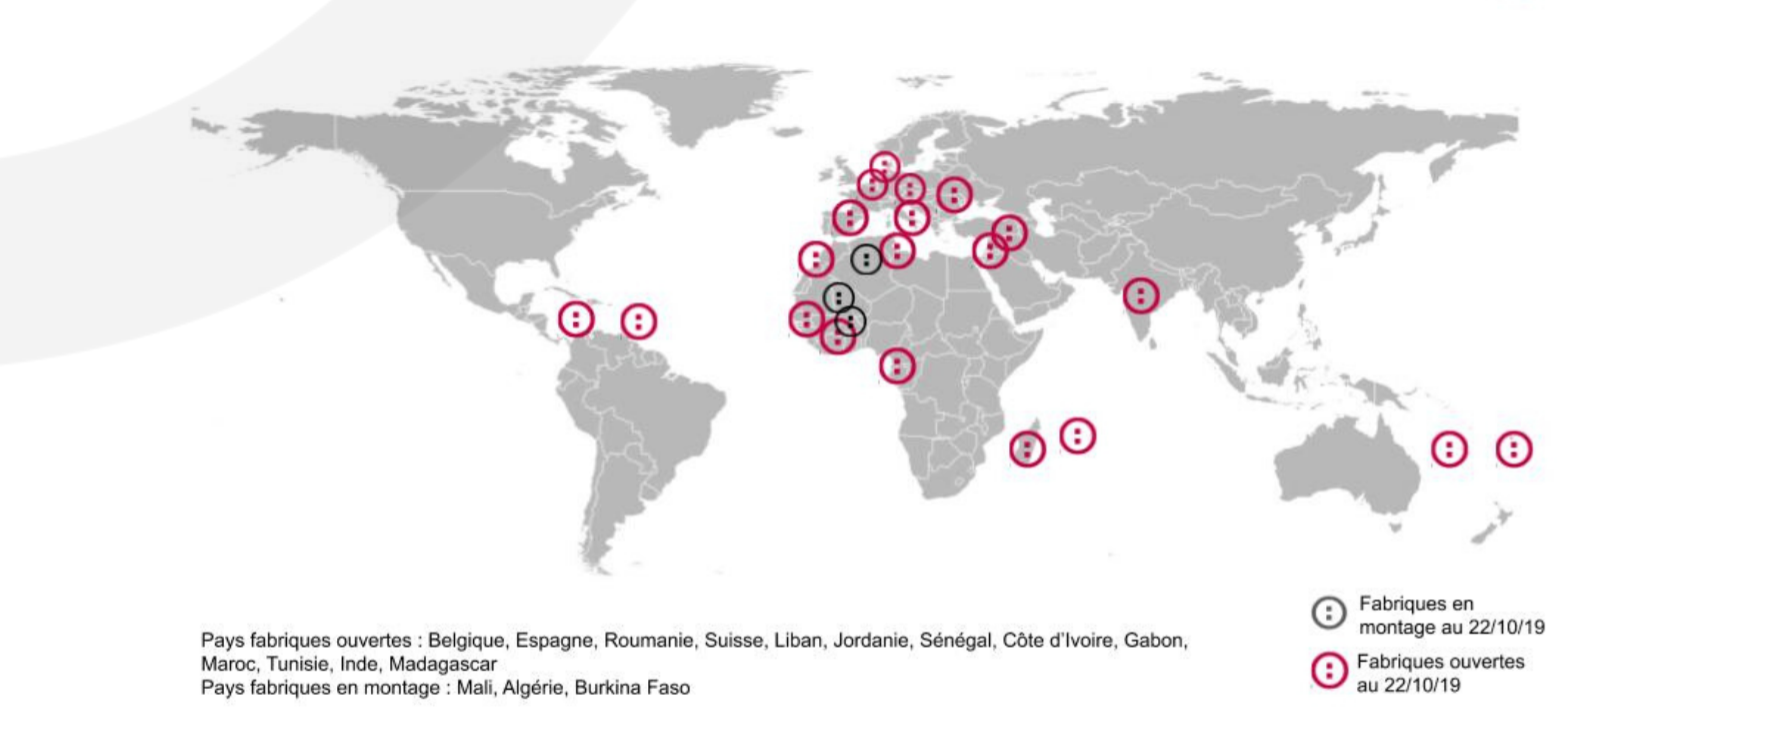 Fabriques en
montage au 22/10/19
Fabriques ouvertes
au 22/10/19
Pays fabriques ouvertes : Belgique, Espagne, Roumanie, Suisse, Liban, Jordanie, Sénégal, Côte d'Ivoire, Gabon,
Maroc, Tunisie, Inde, Madagascar
Pays fabriques en montage : Mali, Algérie, Burkina Faso